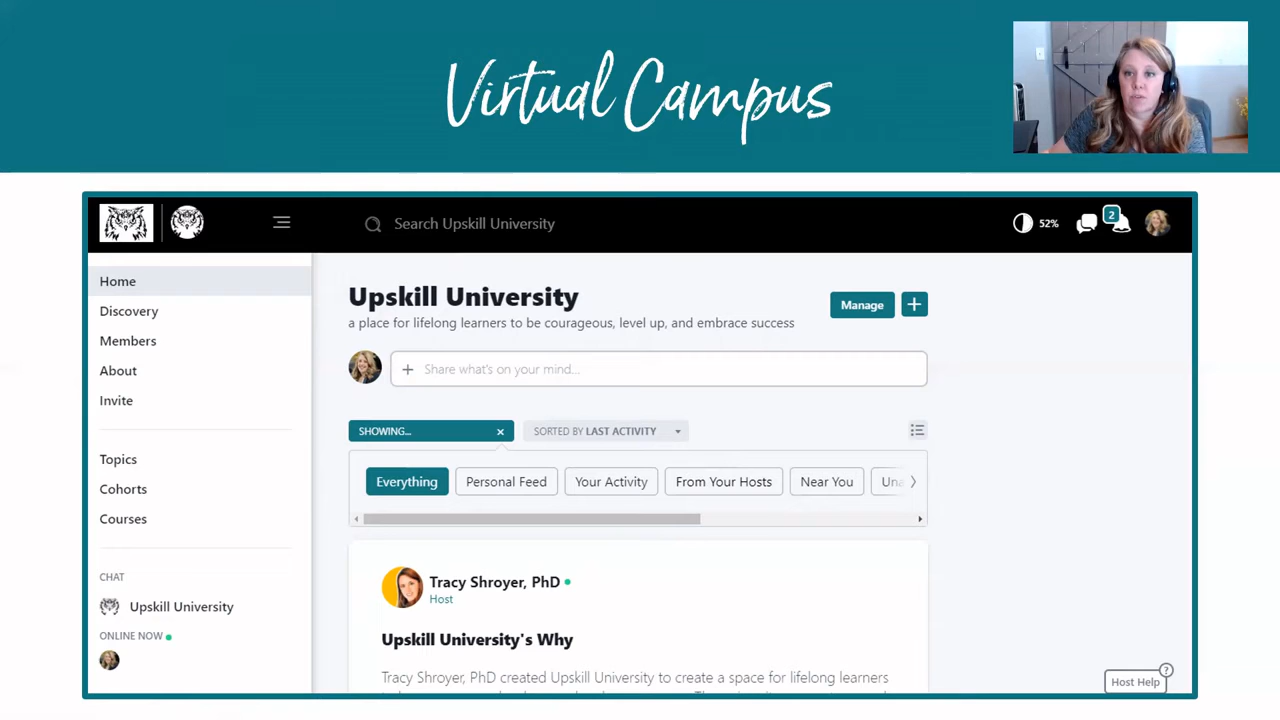 Virtual Campus
Search Upskill University
52%
2
Home
Discovery
Members
About
Invite
Topics
Cohorts
Courses
CHAT
Upskill University
ONLINE NOW
Upskill University
a place for lifelong learners to be courageous, level up, and embrace success
Manage
+
+ Share what's on your mind...
SHOWING... x
SORTED BY LAST ACTIVITY
Everything
Personal Feed
Your Activity
From Your Hosts
Near You
Tracy Shroyer, PhD
Host
Upskill University's Why
Tracy Shroyer, PhD created Upskill University to create a space for lifelong learners
Host Help
?